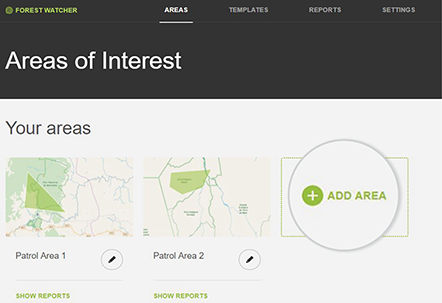 FOREST WATCHER
AREAS TEMPLATES REPORTS SETTINGS
Areas of Interest
Your areas
ADD AREA
Patrol Area 1 Patrol Area 2
SHOW REPORTS SHOW REPORTS